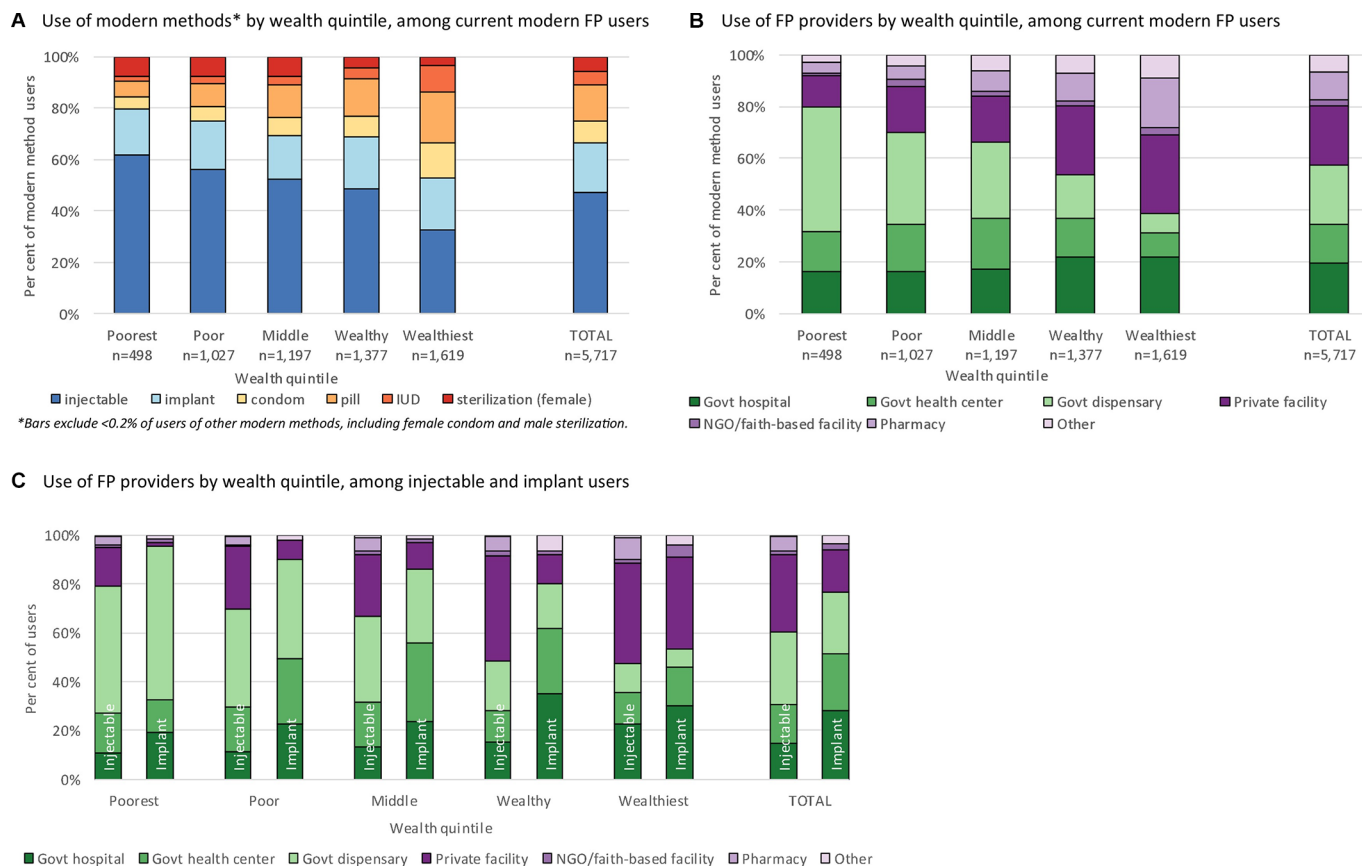 A Use of modern methods* by wealth quintile, among current modern FP users
Per cent of modern method users
100%
80%
60%
40%
20%
0%
Poorest Poor Middle Wealthy Wealthiest TOTAL
n=498 n=1,027 n=1,197 n=1,377 n=1,619 n=5,717
Wealth quintile
injectable implant condom pill IUD sterilization (female)
*Bars exclude <0.2% of users of other modern methods, including female condom and male sterilization.
B Use of FP providers by wealth quintile, among current modern FP users
Per cent of modern method users
100%
80%
60%
40%
20%
0%
Poorest Poor Middle Wealthy Wealthiest TOTAL
n=498 n=1,027 n=1,197 n=1,377 n=1,619 n=5,717
Wealth quintile
Govt hospital Govt health center Govt dispensary Private facility
NGO/faith-based facility Pharmacy Other
C Use of FP providers by wealth quintile, among injectable and implant users
Per cent of users
100%
80%
60%
40%
20%
0%
Injectable Implant Injectable Implant Injectable Implant Injectable Implant Injectable Implant Injectable Implant
Poorest Poor Middle Wealthy Wealthiest TOTAL
Wealth quintile
Govt hospital Govt health center Govt dispensary Private facility NGO/faith-based facility Pharmacy Other